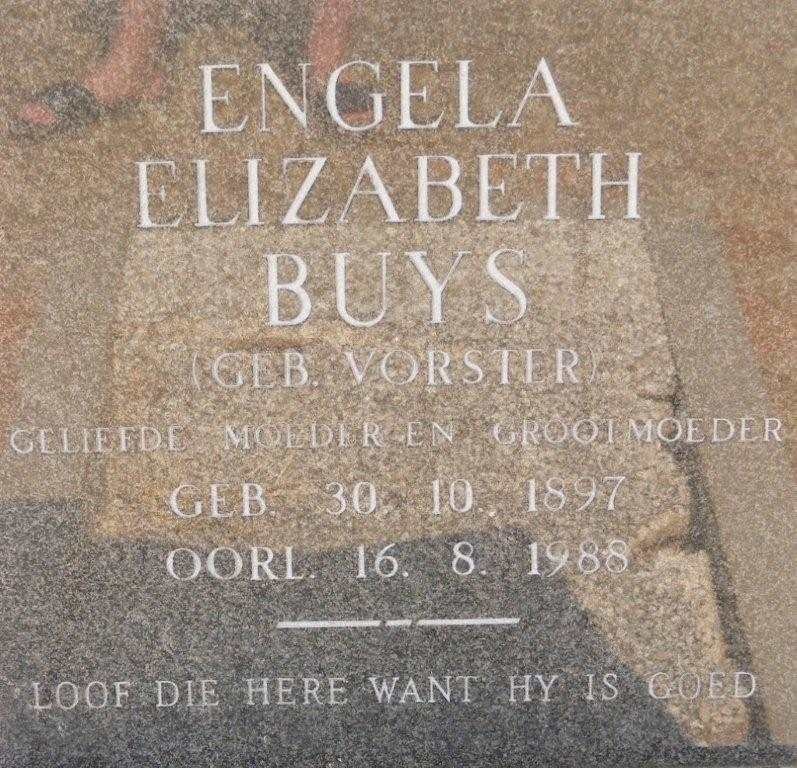 ENGELA
ELIZABETH
BUYS
(GEB. VORSTER)
GELIEFDE MOEDER EN GROOTMOEDER
GEB. 30. 10. 1897
OORL. 16. 8. 1988
LOOF DIE HERE WANT HY IS GOED